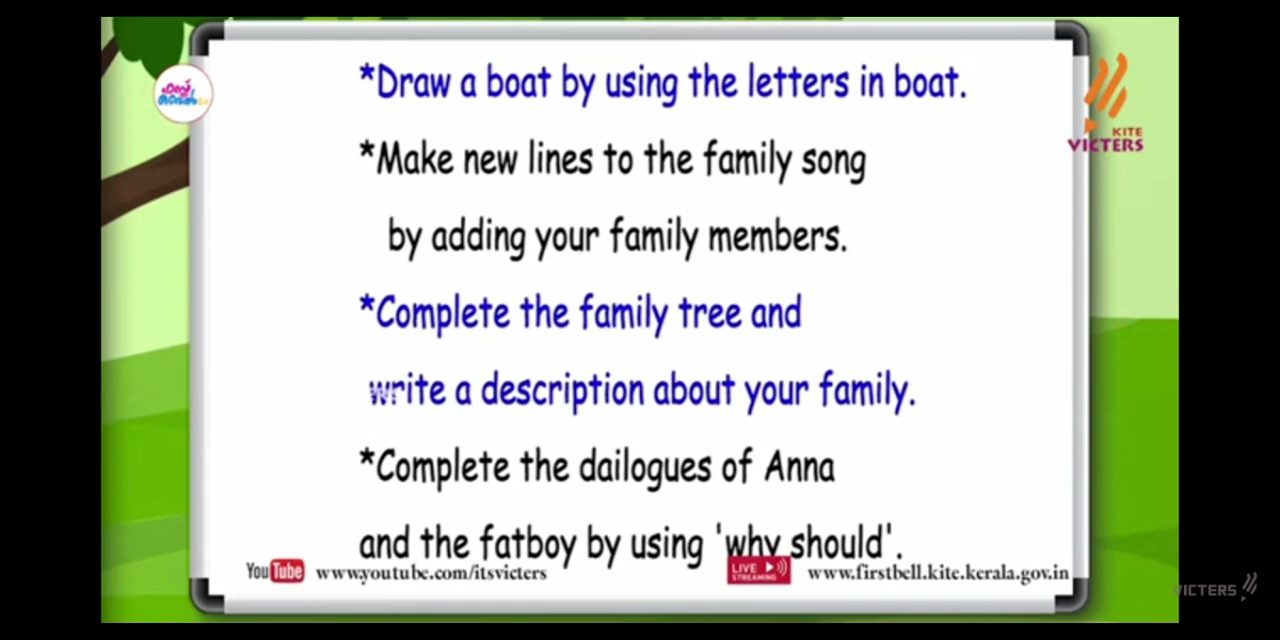 *Draw a boat by using the letters in boat.
*Make new lines to the family song
by adding your family members.
*Complete the family tree and
write a description about your family.
*Complete the dailogues of Anna
and the fatboy by using 'why should'.
YouTube www.youtube.com/itsvicters
LIVE STREAMING www.firstbell.kite.kerala.gov.in
KITE
VICTERS
VICTERS